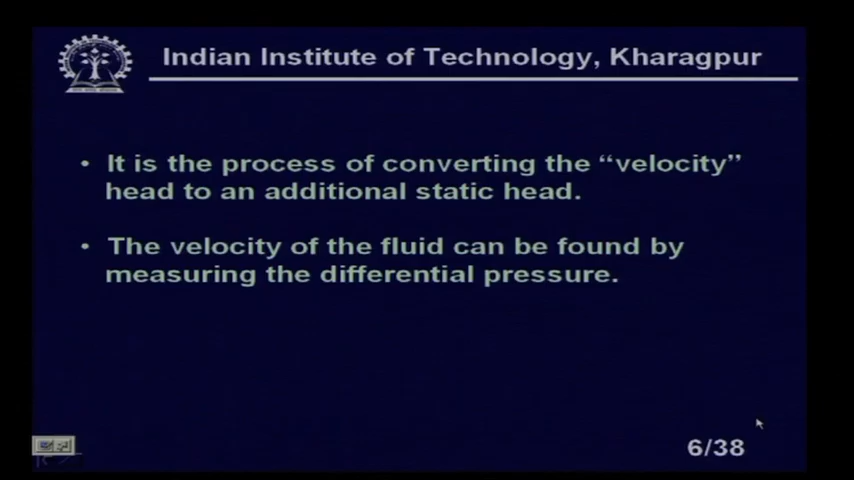 Indian Institute of Technology, Kharagpur
• It is the process of converting the “velocity”
head to an additional static head.
• The velocity of the fluid can be found by
measuring the differential pressure.
6/38